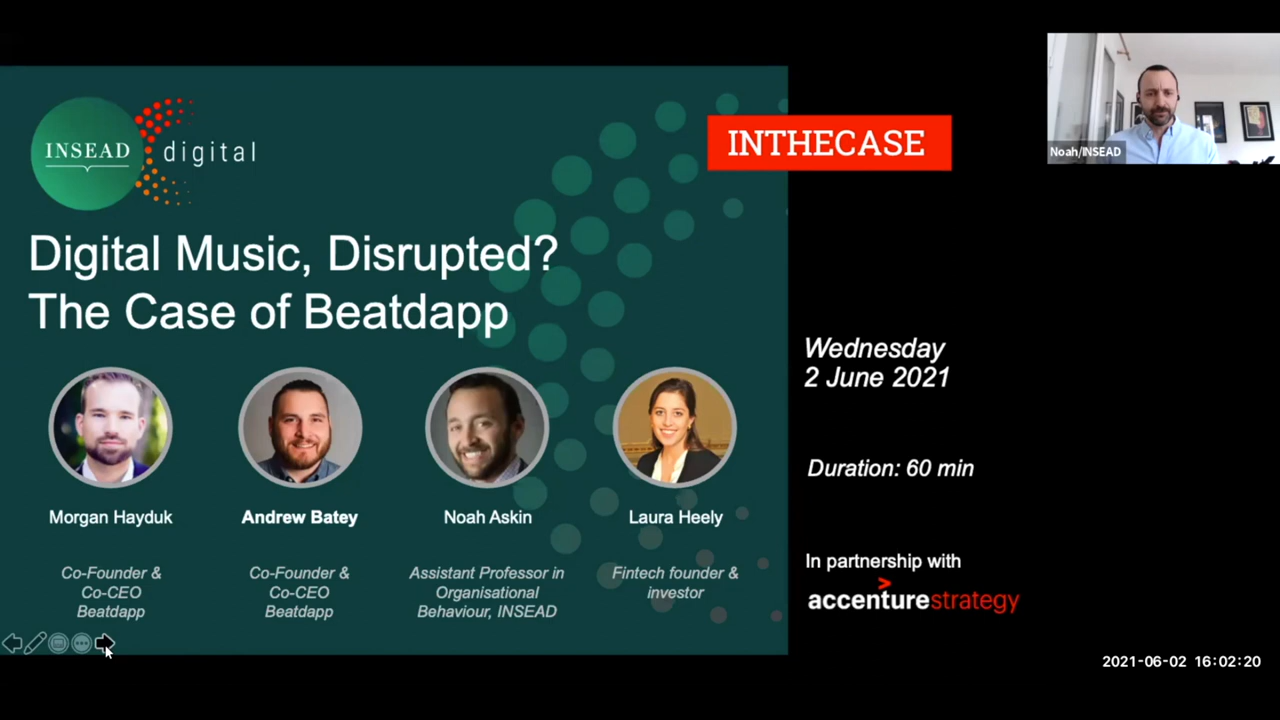 INSEAD
digital
INTHECASE
Noah/INSEAD
Digital Music, Disrupted?
The Case of Beatdapp
Wednesday
2 June 2021
Duration: 60 min
Morgan Hayduk
Co-Founder &
Co-CEO
Beatdapp
Andrew Batey
Co-Founder &
Co-CEO
Beatdapp
Noah Askin
Assistant Professor in
Organisational
Behaviour, INSEAD
Laura Heely
Fintech founder &
investor
In partnership with
accenturestrategy
2021-06-02 16:02:20